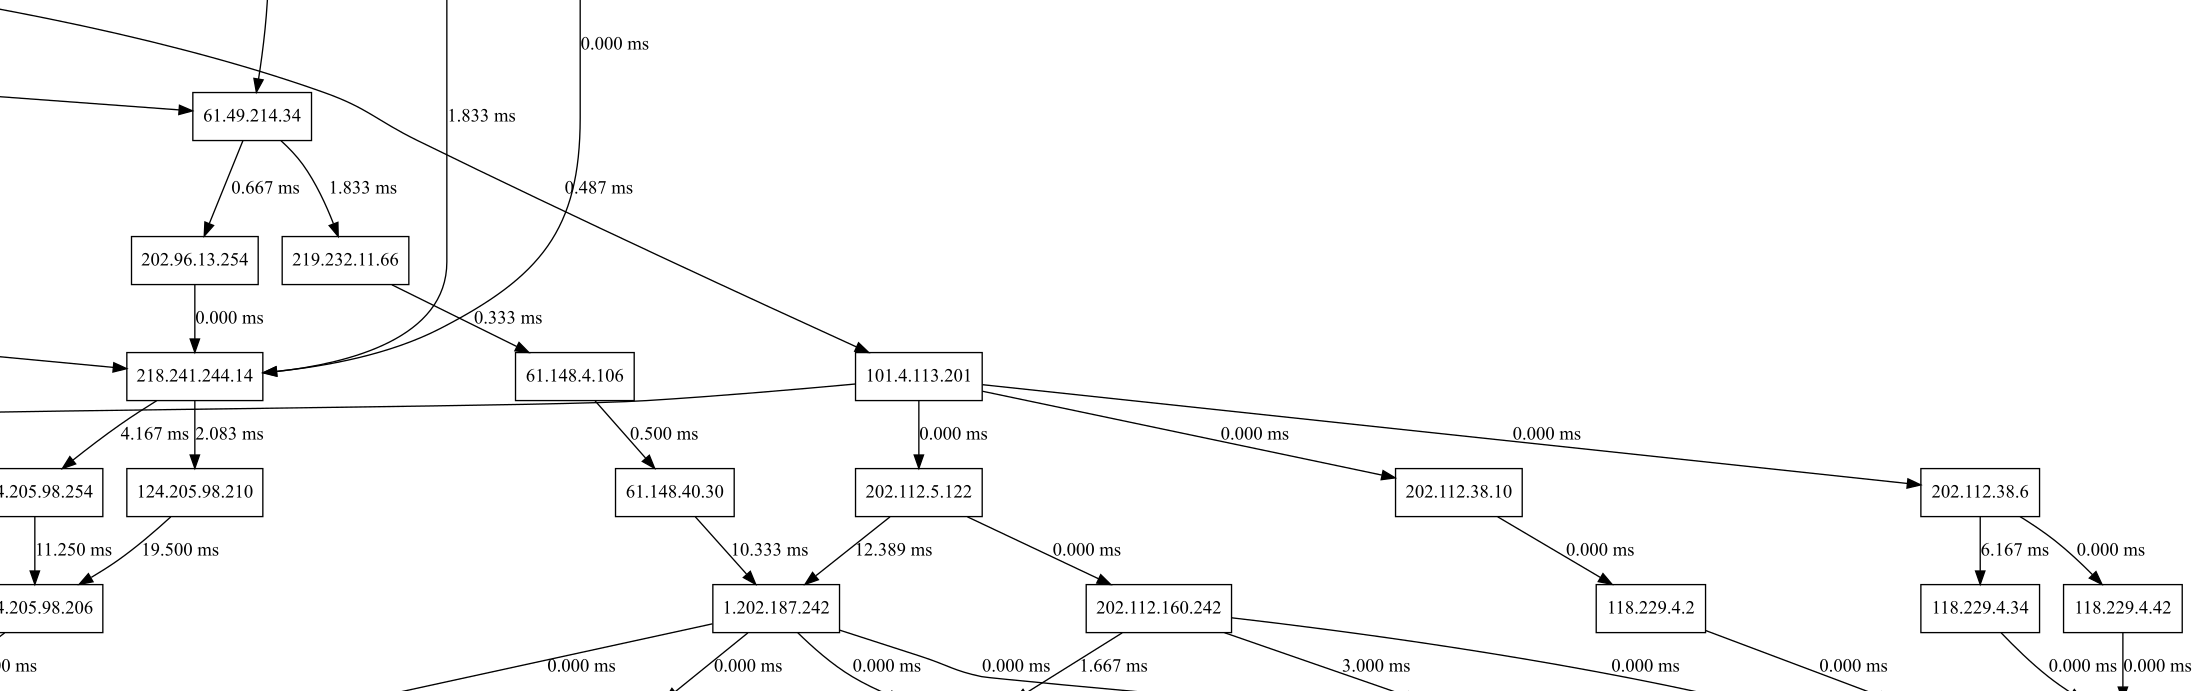 0.000 ms
61.49.214.34
1.833 ms
0.667 ms
1.833 ms
0.487 ms
202.96.13.254
219.232.11.66
0.000 ms
0.333 ms
218.241.244.14
61.148.4.106
101.4.113.201
4.167 ms
2.083 ms
0.500 ms
0.000 ms
0.000 ms
0.000 ms
4.205.98.254
124.205.98.210
61.148.40.30
202.112.5.122
202.112.38.10
202.112.38.6
11.250 ms
19.500 ms
10.333 ms
12.389 ms
0.000 ms
0.000 ms
6.167 ms
0.000 ms
4.205.98.206
1.202.187.242
202.112.160.242
118.229.4.2
118.229.4.34
118.229.4.42
0 ms
0.000 ms
0.000 ms
0.000 ms
0.000 ms
1.667 ms
3.000 ms
0.000 ms
0.000 ms
0.000 ms
0.000 ms